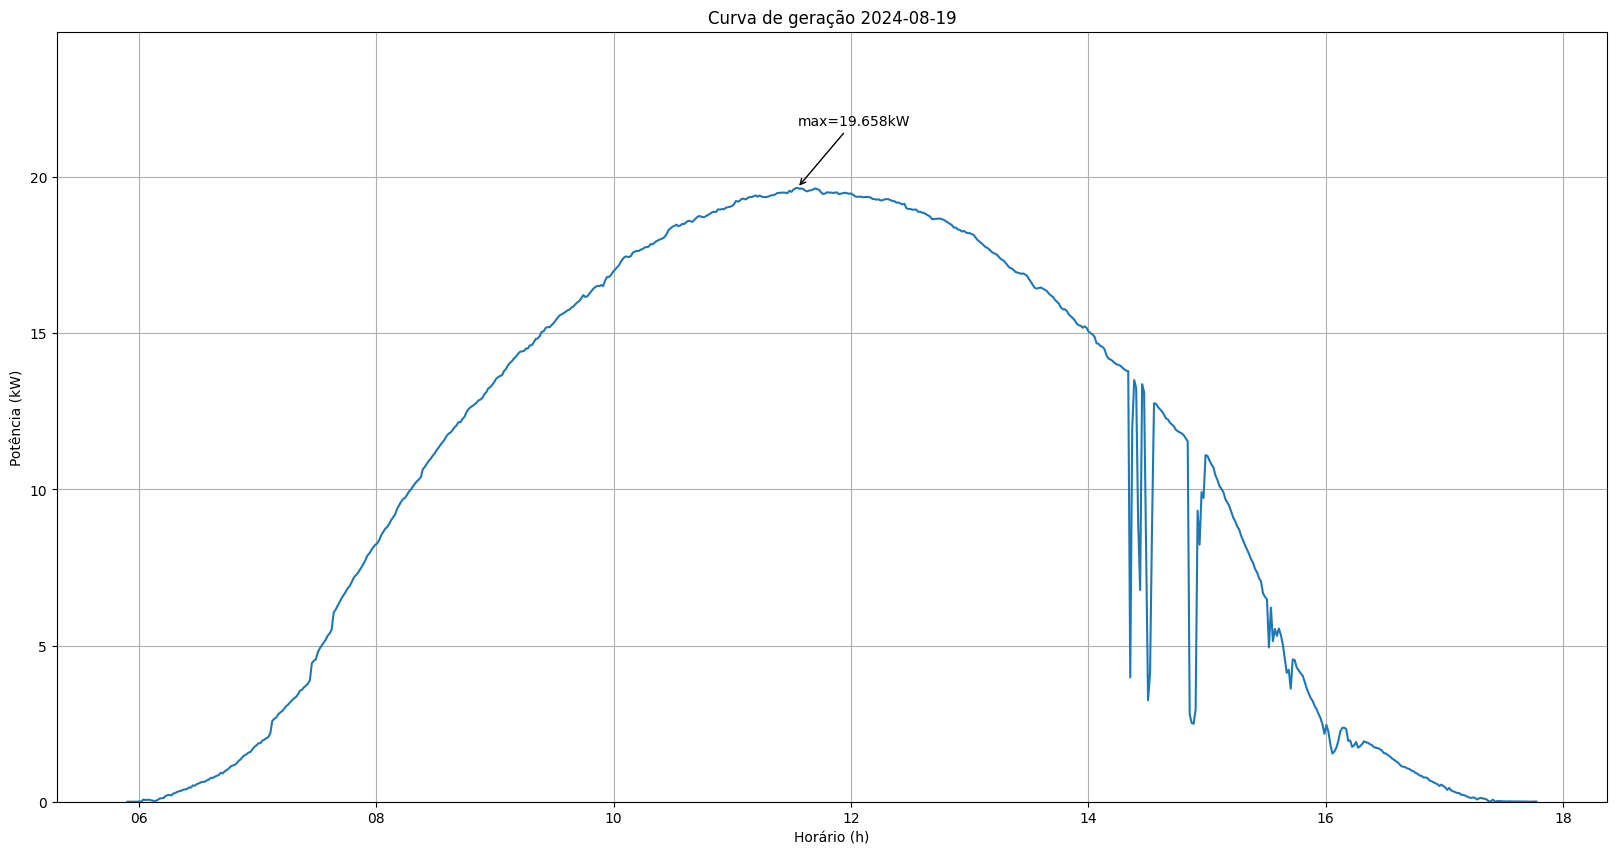 Curva de geração 2024-08-19
max=19.658kW
Potência (kW)
20
15
10
5
0
06 08 10 12 14 16 18
Horário (h)